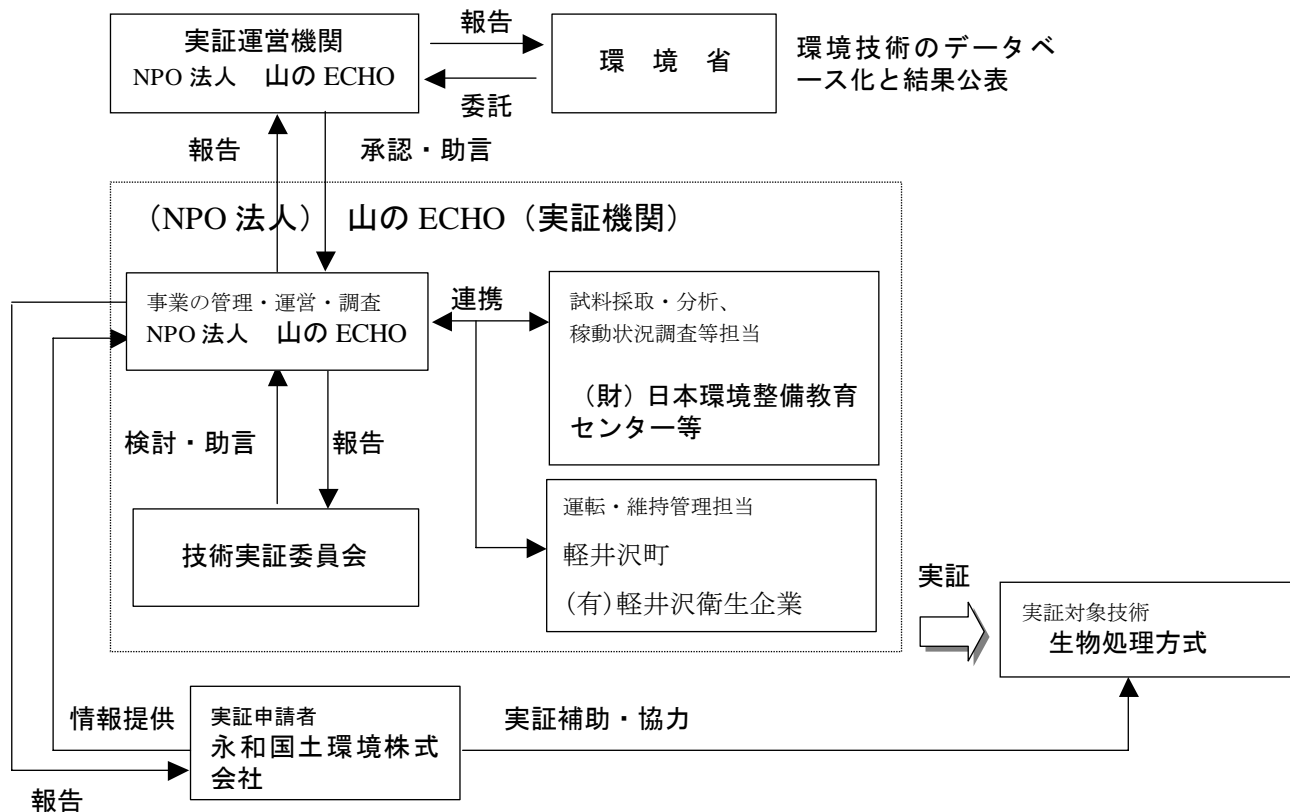 報告
実証運営機関
NPO 法人　山の ECHO
環　境　省
環境技術のデータベ
ース化と結果公表
委託
報告
承認・助言
（NPO 法人）　山の ECHO（実証機関）
事業の管理・運営・調査
NPO 法人　山の ECHO
連携
試料採取・分析、
稼動状況調査等担当
（財）日本環境整備教育
センター等
検討・助言
報告
技術実証委員会
運転・維持管理担当
軽井沢町
(有)軽井沢衛生企業
実証
実証対象技術
生物処理方式
情報提供
実証申請者
永和国土環境株式
会社
実証補助・協力
報告